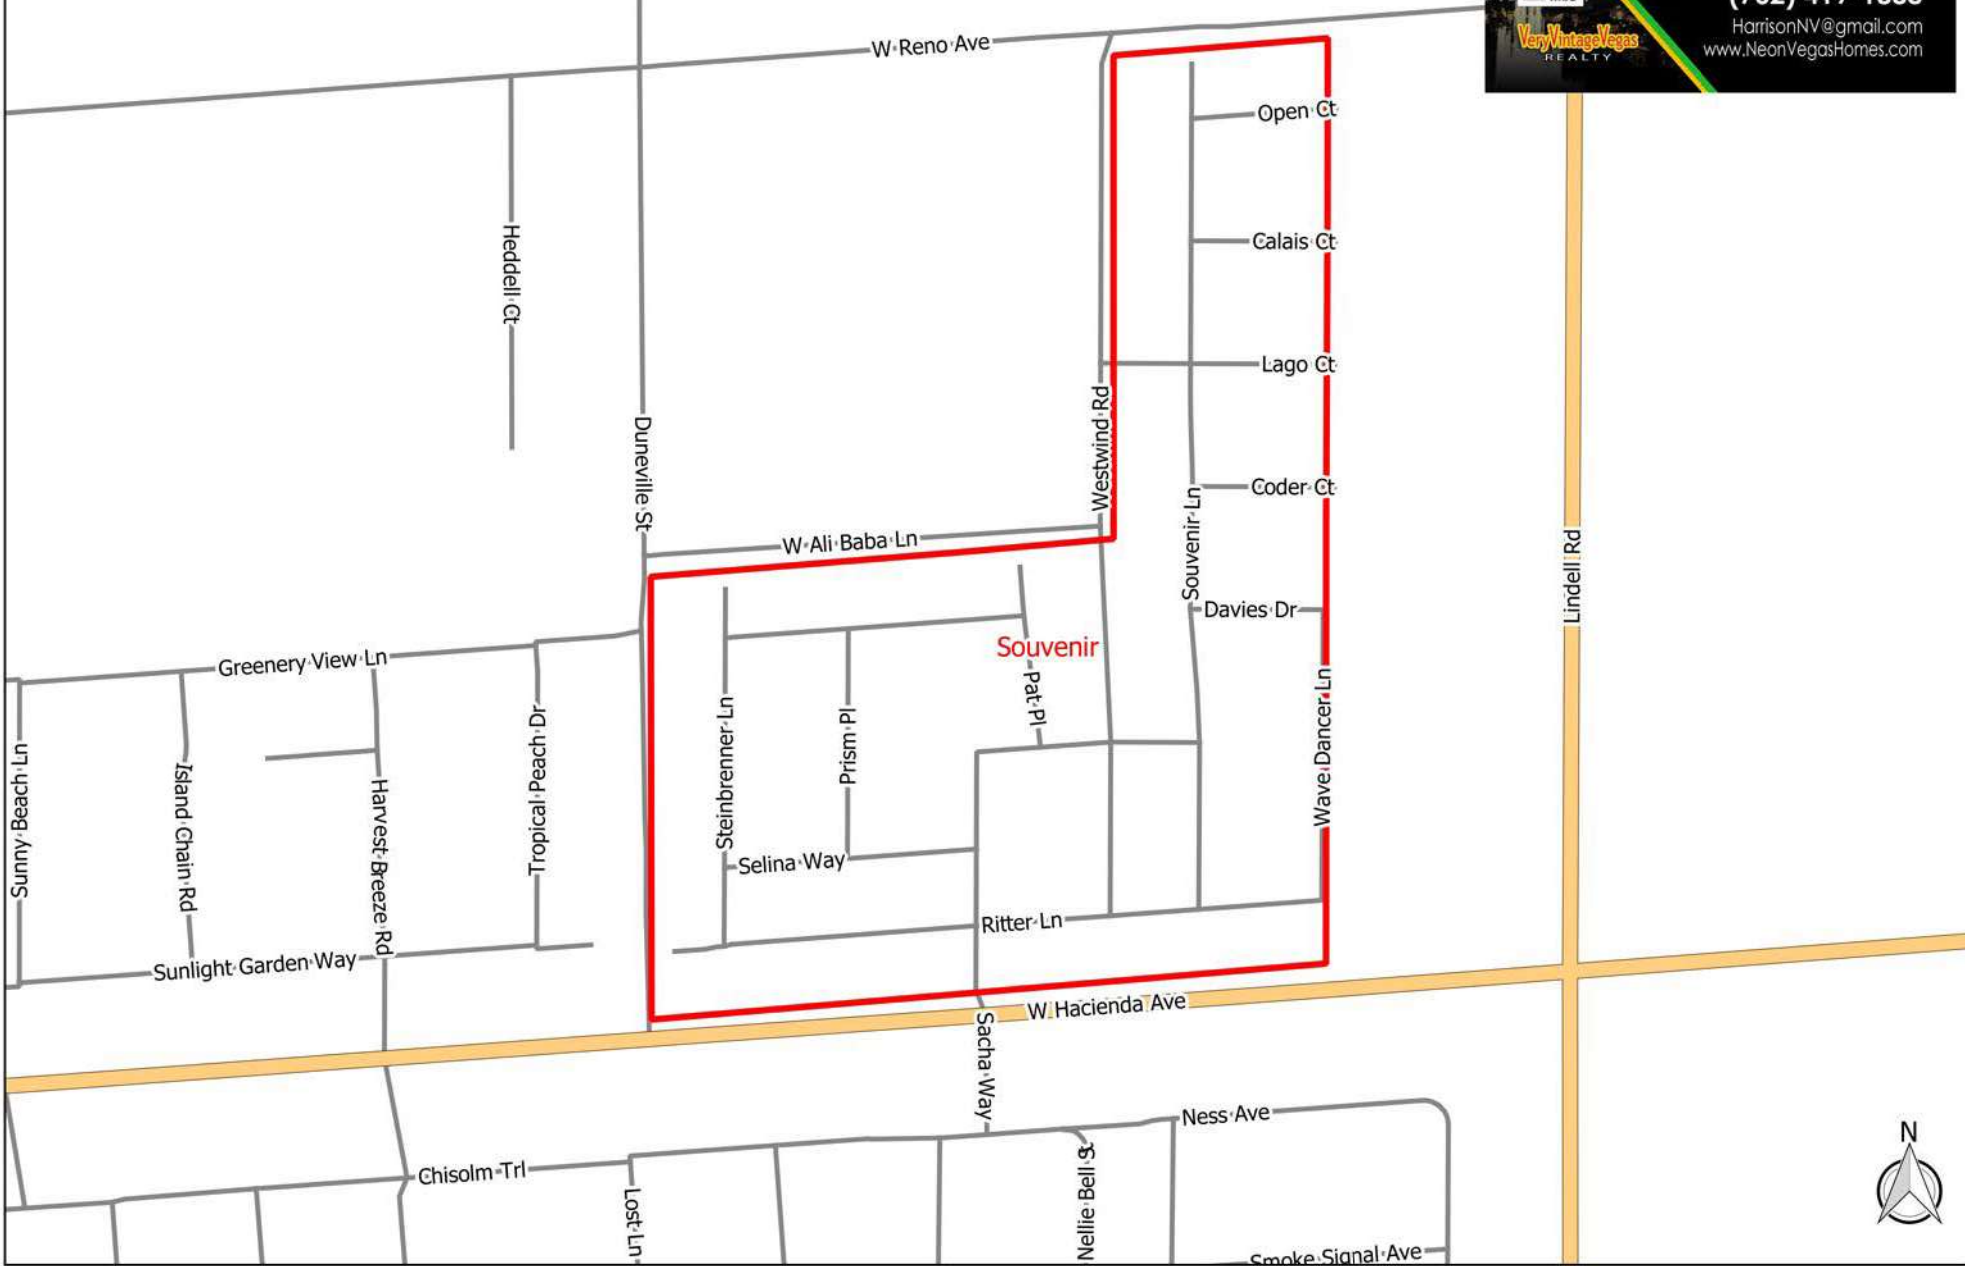 HarrisonNV@gmail.com
www.NeonVegasHomes.com
VeryVintageVegas
REALTY
W Reno Ave
Open Ct
Heddell Ct
Calais Ct
Lago Ct
Westwind Rd
Duneville St
Coder Ct
Souvenir Ln
W Ali Baba Ln
Lindell Rd
Davies Dr
Souvenir
Greenery View Ln
Pat Pl
Wave Dancer Ln
Steinbrenner Ln
Prism Pl
Tropical Peach Dr
Sunny Beach Ln
Island Chain Rd
Harvest Breeze Rd
Selina Way
Ritter Ln
Sunlight Garden Way
W Hacienda Ave
Sacha Way
Ness Ave
N
Chisolm Trl
Lost Ln
Nellie Bell St
Smoke Signal Ave